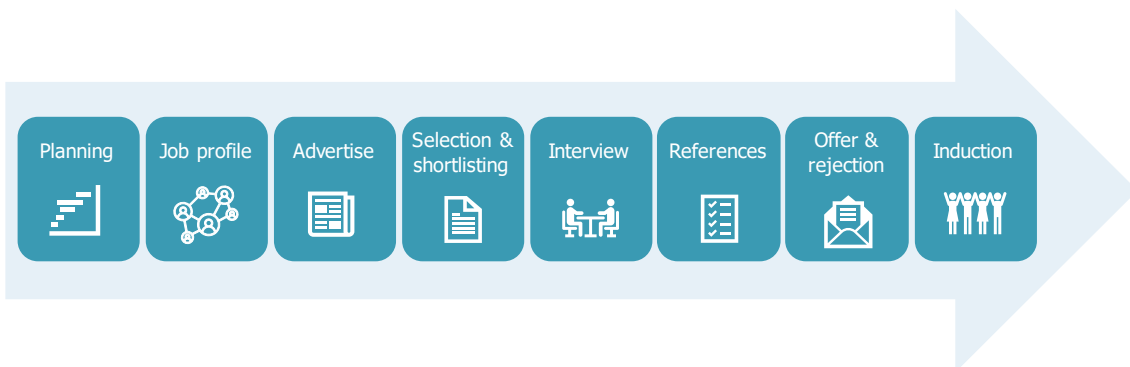 Planning
Job profile
Advertise
Selection &
shortlisting
Interview
References
Offer &
rejection
Induction